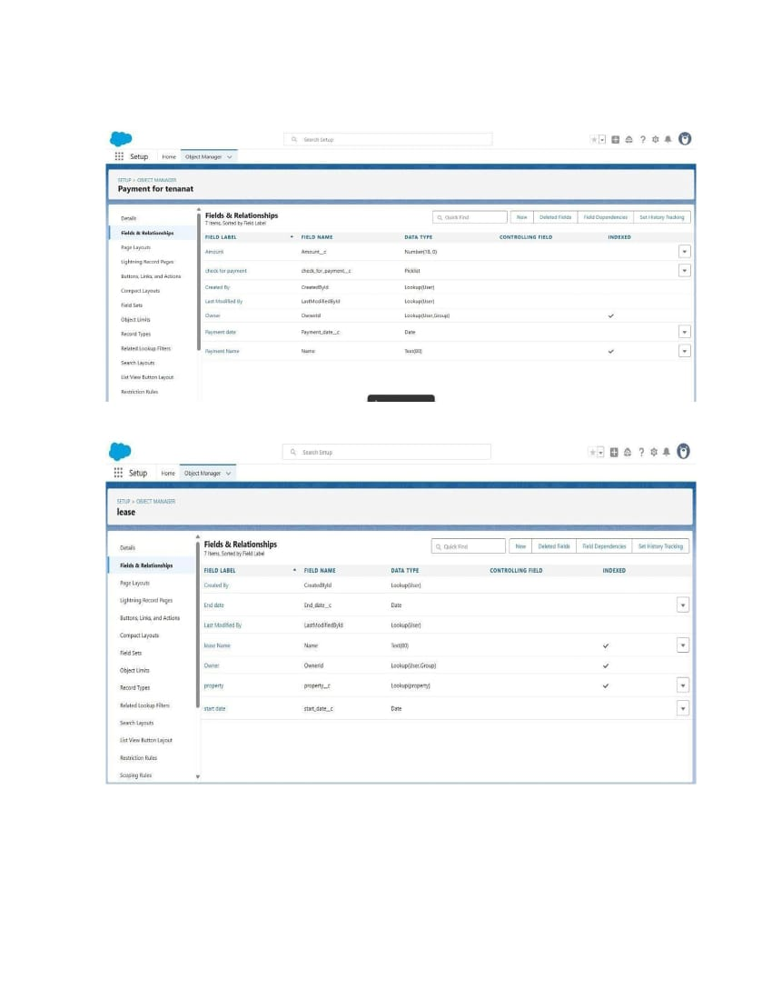 Search Setup
Setup Home Object Manager
SETUP > OBJECT MANAGER
Payment for tenanat
Details
Fields & Relationships
Page Layouts
Lightning Record Pages
Buttons, Links, and Actions
Compact Layouts
Field Sets
Object Limits
Record Types
Related Lookup Filters
Search Layouts
List View Button Layout
Restriction Rules
Fields & Relationships
7 Items, Sorted by Field Label
Quick Find New Deleted Fields Field Dependencies Set History Tracking
FIELD LABEL FIELD NAME DATA TYPE CONTROLLING FIELD INDEXED
Amount Amount__c Number(18, 0)
check for payment check_for_payment__c Picklist
Created By CreatedById Lookup(User)
Last Modified By LastModifiedById Lookup(User)
Owner OwnerId Lookup(User,Group)
Payment date Payment_date__c Date
Payment Name Name Text(80)
Search Setup
Setup Home Object Manager
SETUP > OBJECT MANAGER
lease
Details
Fields & Relationships
Page Layouts
Lightning Record Pages
Buttons, Links, and Actions
Compact Layouts
Field Sets
Object Limits
Record Types
Related Lookup Filters
Search Layouts
List View Button Layout
Restriction Rules
Scoping Rules
Fields & Relationships
7 Items, Sorted by Field Label
Quick Find New Deleted Fields Field Dependencies Set History Tracking
FIELD LABEL FIELD NAME DATA TYPE CONTROLLING FIELD INDEXED
Created By CreatedById Lookup(User)
End date End_date__c Date
Last Modified By LastModifiedById Lookup(User)
lease Name Name Text(80)
Owner OwnerId Lookup(User,Group)
property property__c Lookup(property)
start date start_date__c Date